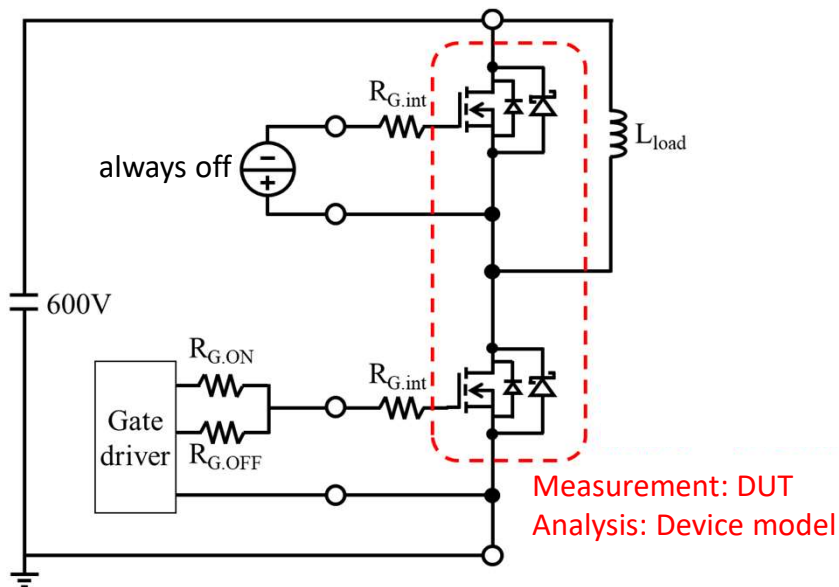 R_G.int
always off
−
+
L_load
600V
R_G.ON
R_G.int
Gate
driver
R_G.OFF
Measurement: DUT
Analysis: Device model